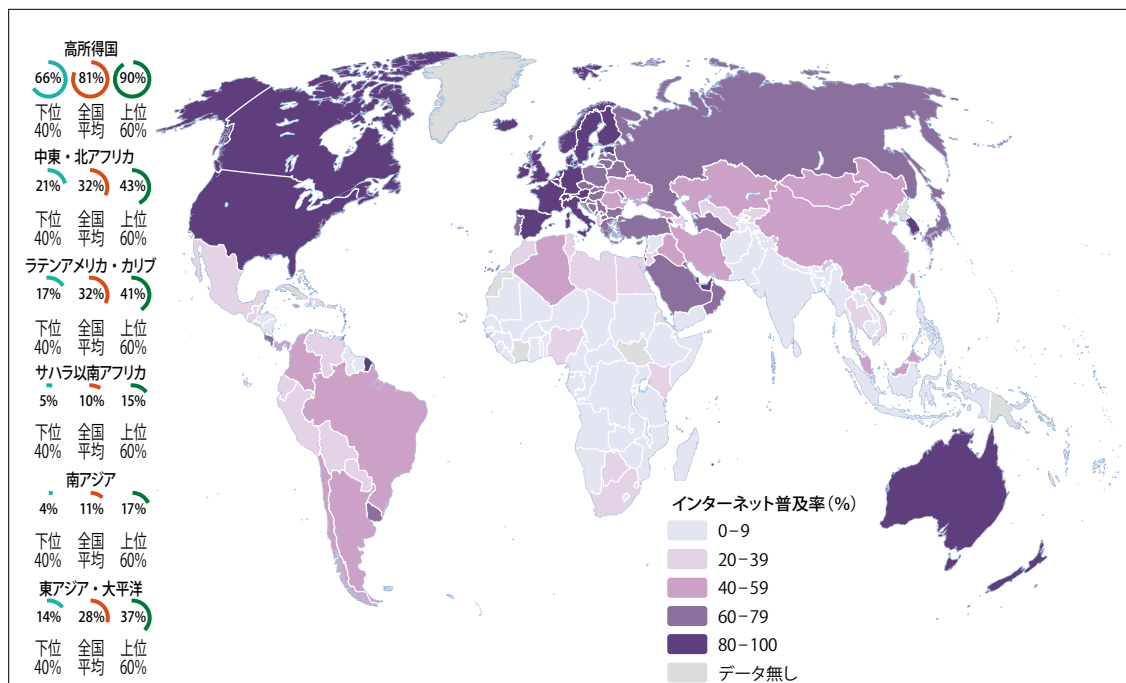 高所得国
66% 81% 90%
下位 全国 上位
40% 平均 60%
中東・北アフリカ
21% 32% 43%
下位 全国 上位
40% 平均 60%
ラテンアメリカ・カリブ
17% 32% 41%
下位 全国 上位
40% 平均 60%
サハラ以南アフリカ
5% 10% 15%
下位 全国 上位
40% 平均 60%
南アジア
4% 11% 17%
下位 全国 上位
40% 平均 60%
東アジア・大平洋
14% 28% 37%
下位 全国 上位
40% 平均 60%
インターネット普及率(%)
0−9
20−39
40−59
60−79
80−100
データ無し